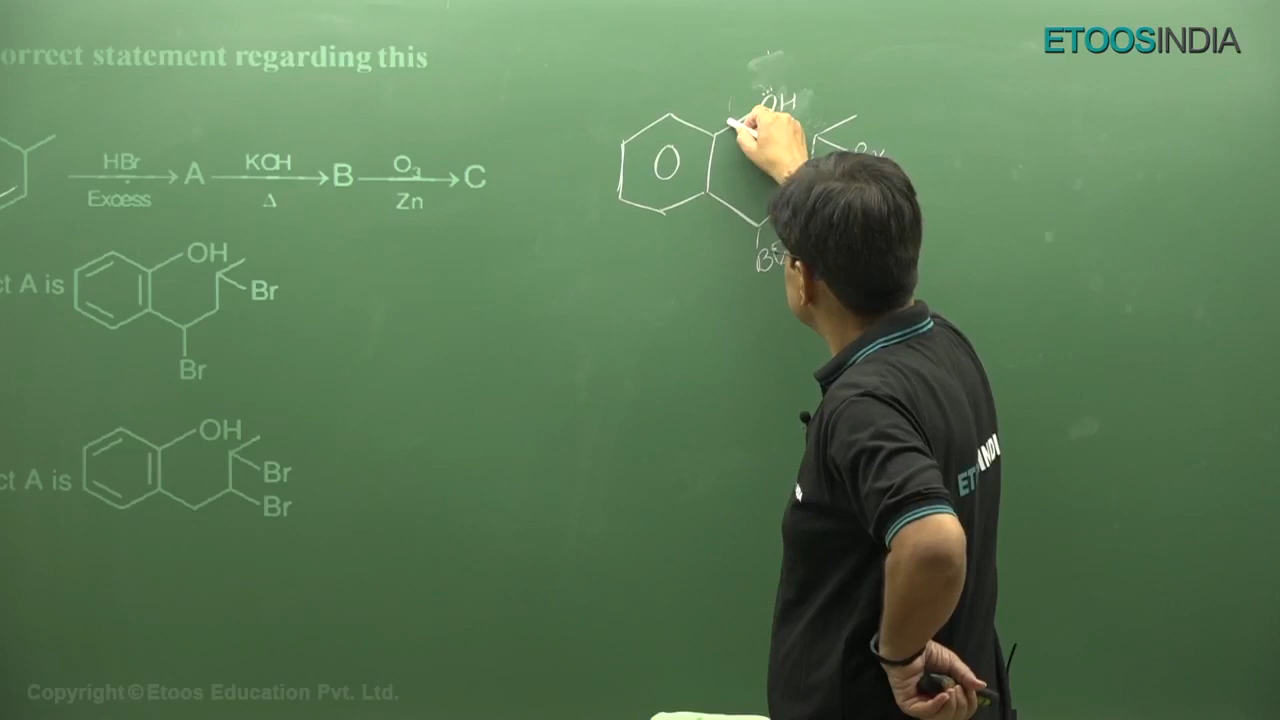 ETOOSINDIA
orrect statement regarding this
HBr
Excess
A
KOH
Δ
B
O3
Zn
C
ct A is
OH
Br
Br
ct A is
OH
Br
Br
OH
O
Br
Copyright © Etoos Education Pvt. Ltd.